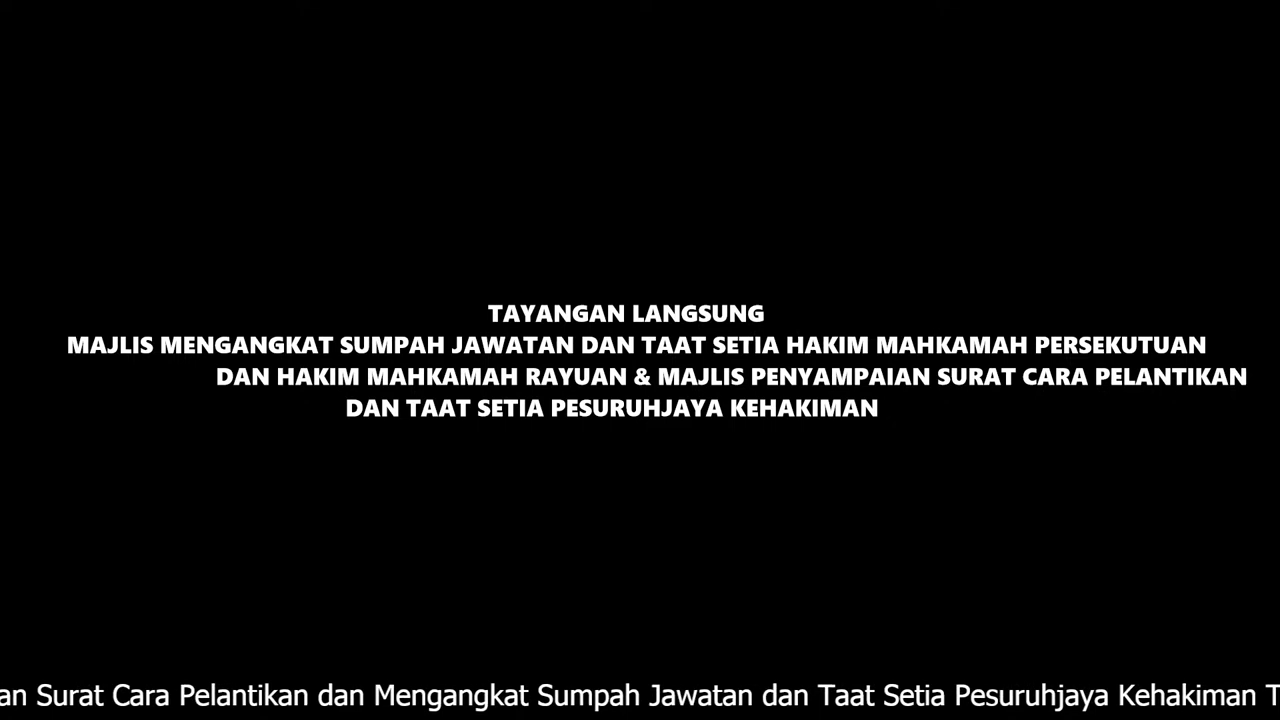 TAYANGAN LANGSUNG
MAJLIS MENGANGKAT SUMPAH JAWATAN DAN TAAT SETIA HAKIM MAHKAMAH PERSEKUTUAN
DAN HAKIM MAHKAMAH RAYUAN & MAJLIS PENYAMPAIAN SURAT CARA PELANTIKAN
DAN TAAT SETIA PESURUHJAYA KEHAKIMAN
Surat Cara Pelantikan dan Mengangkat Sumpah Jawatan dan Taat Setia Pesuruhjaya Kehakiman